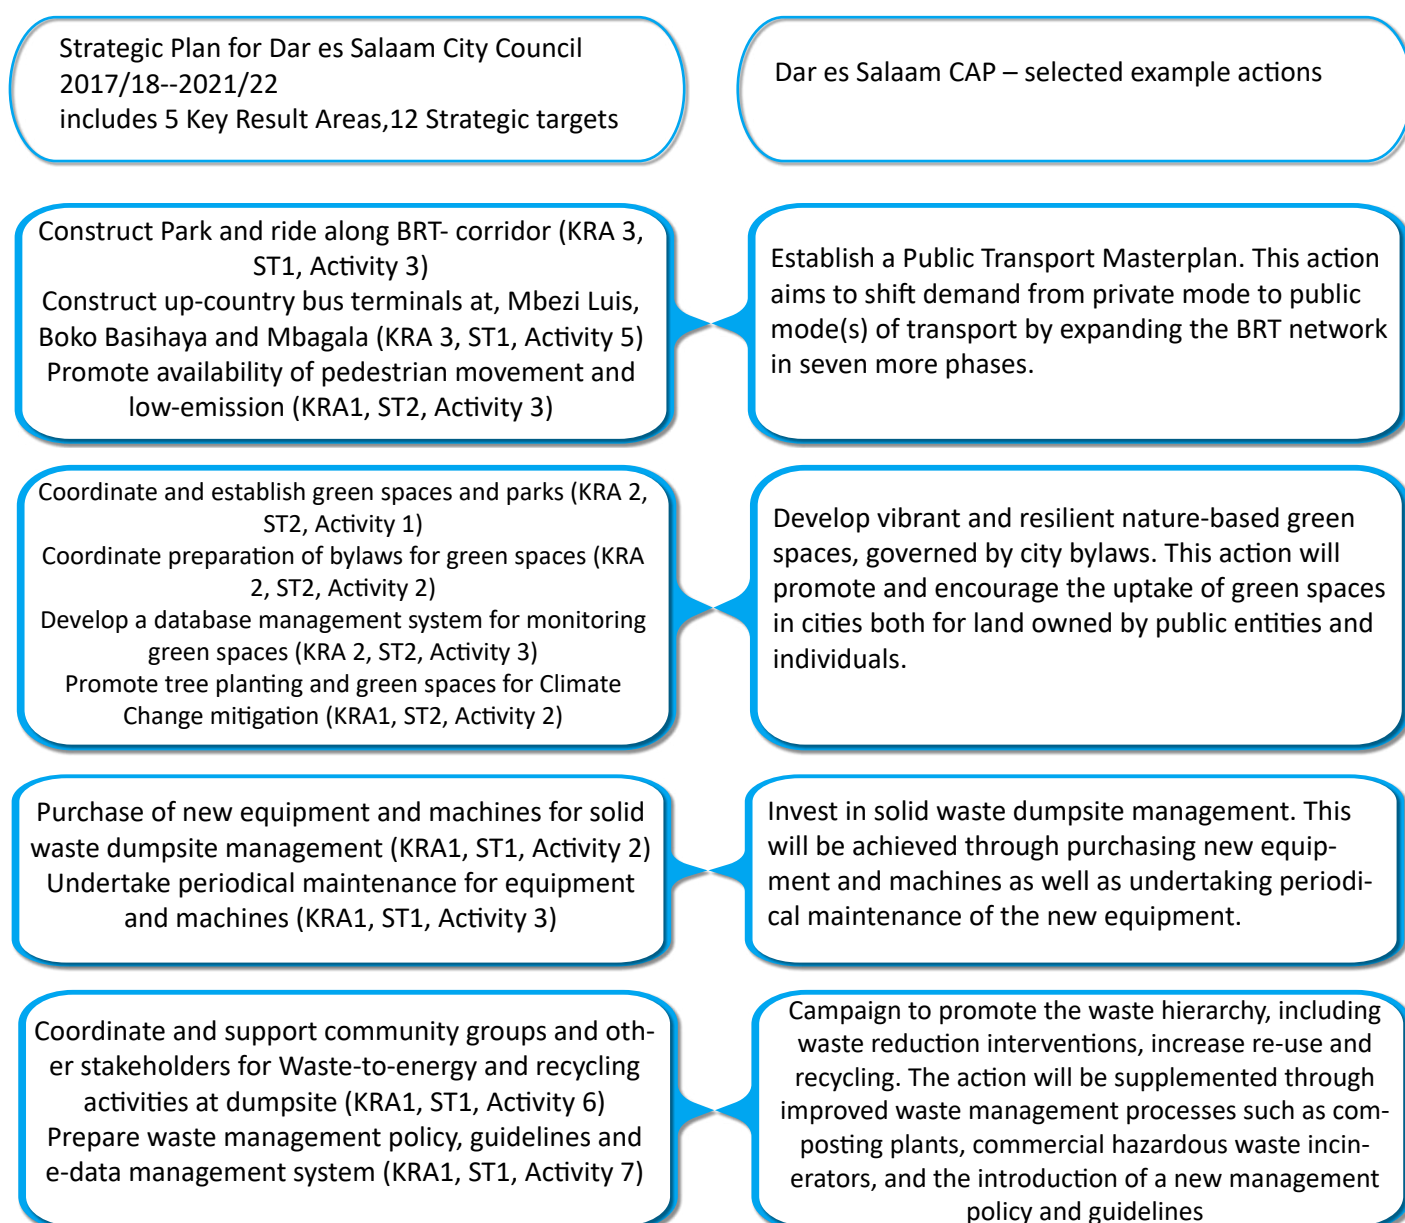 Strategic Plan for Dar es Salaam City Council
2017/18--2021/22
includes 5 Key Result Areas,12 Strategic targets
Dar es Salaam CAP – selected example actions
Construct Park and ride along BRT- corridor (KRA 3,
ST1, Activity 3)
Construct up-country bus terminals at, Mbezi Luis,
Boko Basihaya and Mbagala (KRA 3, ST1, Activity 5)
Promote availability of pedestrian movement and
low-emission (KRA1, ST2, Activity 3)
Establish a Public Transport Masterplan. This action
aims to shift demand from private mode to public
mode(s) of transport by expanding the BRT network
in seven more phases.
Coordinate and establish green spaces and parks (KRA 2,
ST2, Activity 1)
Coordinate preparation of bylaws for green spaces (KRA
2, ST2, Activity 2)
Develop a database management system for monitoring
green spaces (KRA 2, ST2, Activity 3)
Promote tree planting and green spaces for Climate
Change mitigation (KRA1, ST2, Activity 2)
Develop vibrant and resilient nature-based green
spaces, governed by city bylaws. This action will
promote and encourage the uptake of green spaces
in cities both for land owned by public entities and
individuals.
Purchase of new equipment and machines for solid
waste dumpsite management (KRA1, ST1, Activity 2)
Undertake periodical maintenance for equipment
and machines (KRA1, ST1, Activity 3)
Invest in solid waste dumpsite management. This
will be achieved through purchasing new equip-
ment and machines as well as undertaking periodi-
cal maintenance of the new equipment.
Coordinate and support community groups and oth-
er stakeholders for Waste-to-energy and recycling
activities at dumpsite (KRA1, ST1, Activity 6)
Prepare waste management policy, guidelines and
e-data management system (KRA1, ST1, Activity 7)
Campaign to promote the waste hierarchy, including
waste reduction interventions, increase re-use and
recycling. The action will be supplemented through
improved waste management processes such as com-
posting plants, commercial hazardous waste incin-
erators, and the introduction of a new management
policy and guidelines